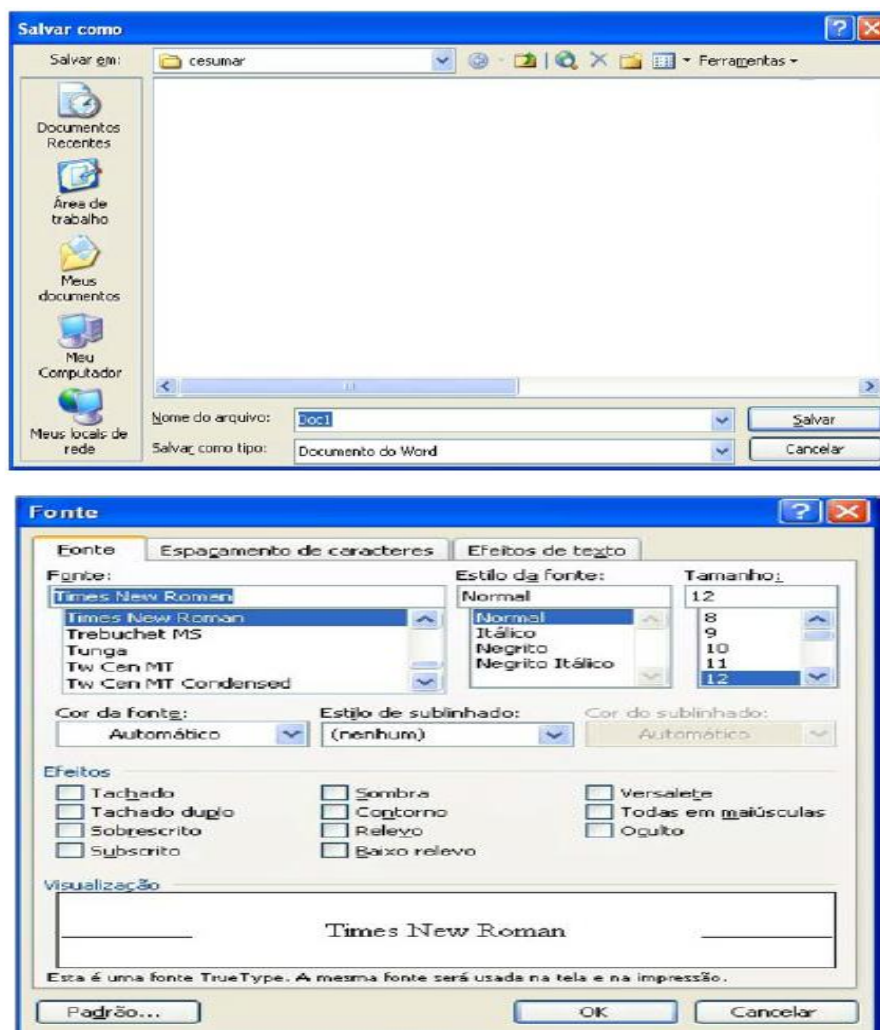 Salvar como
Salvar em: cesumar Ferramentas
Documentos
Recentes
Área de
trabalho
Meus
documentos
Meu
Computador
Meus locais de
rede
Nome do arquivo: Doc1 Salvar
Salvar como tipo: Documento do Word Cancelar
Fonte
Fonte Espaçamento de caracteres Efeitos de texto
Fonte: Estilo da fonte: Tamanho:
Times New Roman Normal 12
Times New Roman Normal 8
Trebuchet MS Itálico 9
Tunga Negrito 10
Tw Cen MT Negrito Itálico 11
Tw Cen MT Condensed 12
Cor da fonte: Estilo de sublinhado: Cor do sublinhado:
Automático (nenhum) Automático
Efeitos
Tachado Sombra Versalete
Tachado duplo Contorno Todas em maiúsculas
Sobrescrito Relevo Oculto
Subscrito Baixo relevo
Visualização
Times New Roman
Esta é uma fonte TrueType. A mesma fonte será usada na tela e na impressão.
Padrão... OK Cancelar